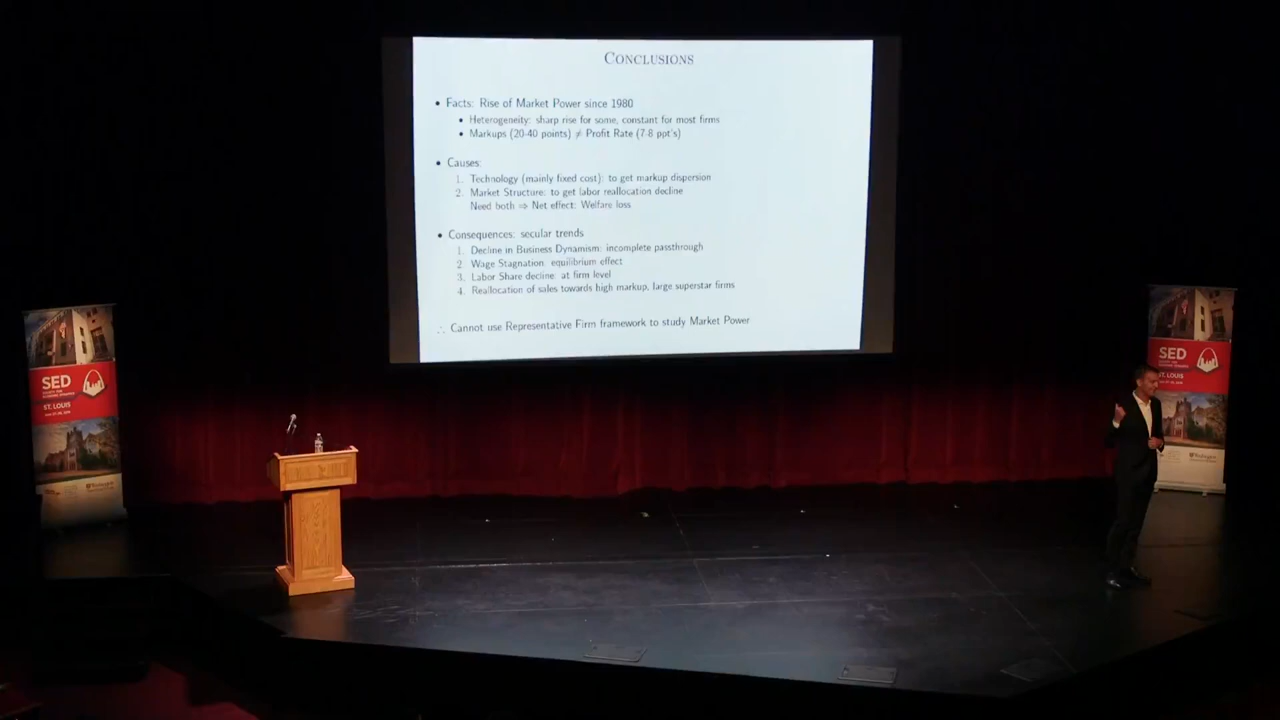 CONCLUSIONS
• Facts: Rise of Market Power since 1980
• Heterogeneity: sharp rise for some, constant for most firms
• Markups (20-40 points) ≠ Profit Rate (7-8 ppt's)
• Causes:
1. Technology (mainly fixed cost): to get markup dispersion
2. Market Structure: to get labor reallocation decline
Need both ⇒ Net effect: Welfare loss
• Consequences: secular trends
1. Decline in Business Dynamism: incomplete passthrough
2. Wage Stagnation: equilibrium effect
3. Labor Share decline: at firm level
4. Reallocation of sales towards high markup, large superstar firms
∴ Cannot use Representative Firm framework to study Market Power
SED
ST. LOUIS
SED
ST. LOUIS